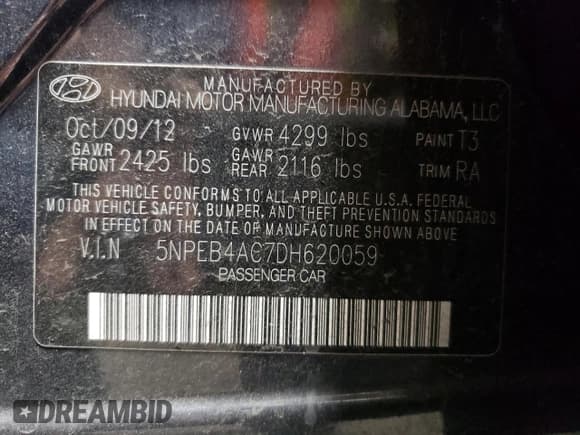 MANUFACTURED BY
HYUNDAI MOTOR MANUFACTURING ALABAMA, LLC
Oct/09/12 GVWR 4299 lbs PAINT T3
GAWR FRONT 2425 lbs GAWR REAR 2116 lbs TRIM RA
THIS VEHICLE CONFORMS TO ALL APPLICABLE U.S.A. FEDERAL
MOTOR VEHICLE SAFETY, BUMPER, AND THEFT PREVENTION STANDARDS
IN EFFECT ON THE DATE OF MANUFACTURE SHOWN ABOVE.
V.I.N 5NPEB4AC7DH620059
PASSENGER CAR
DREAMBID